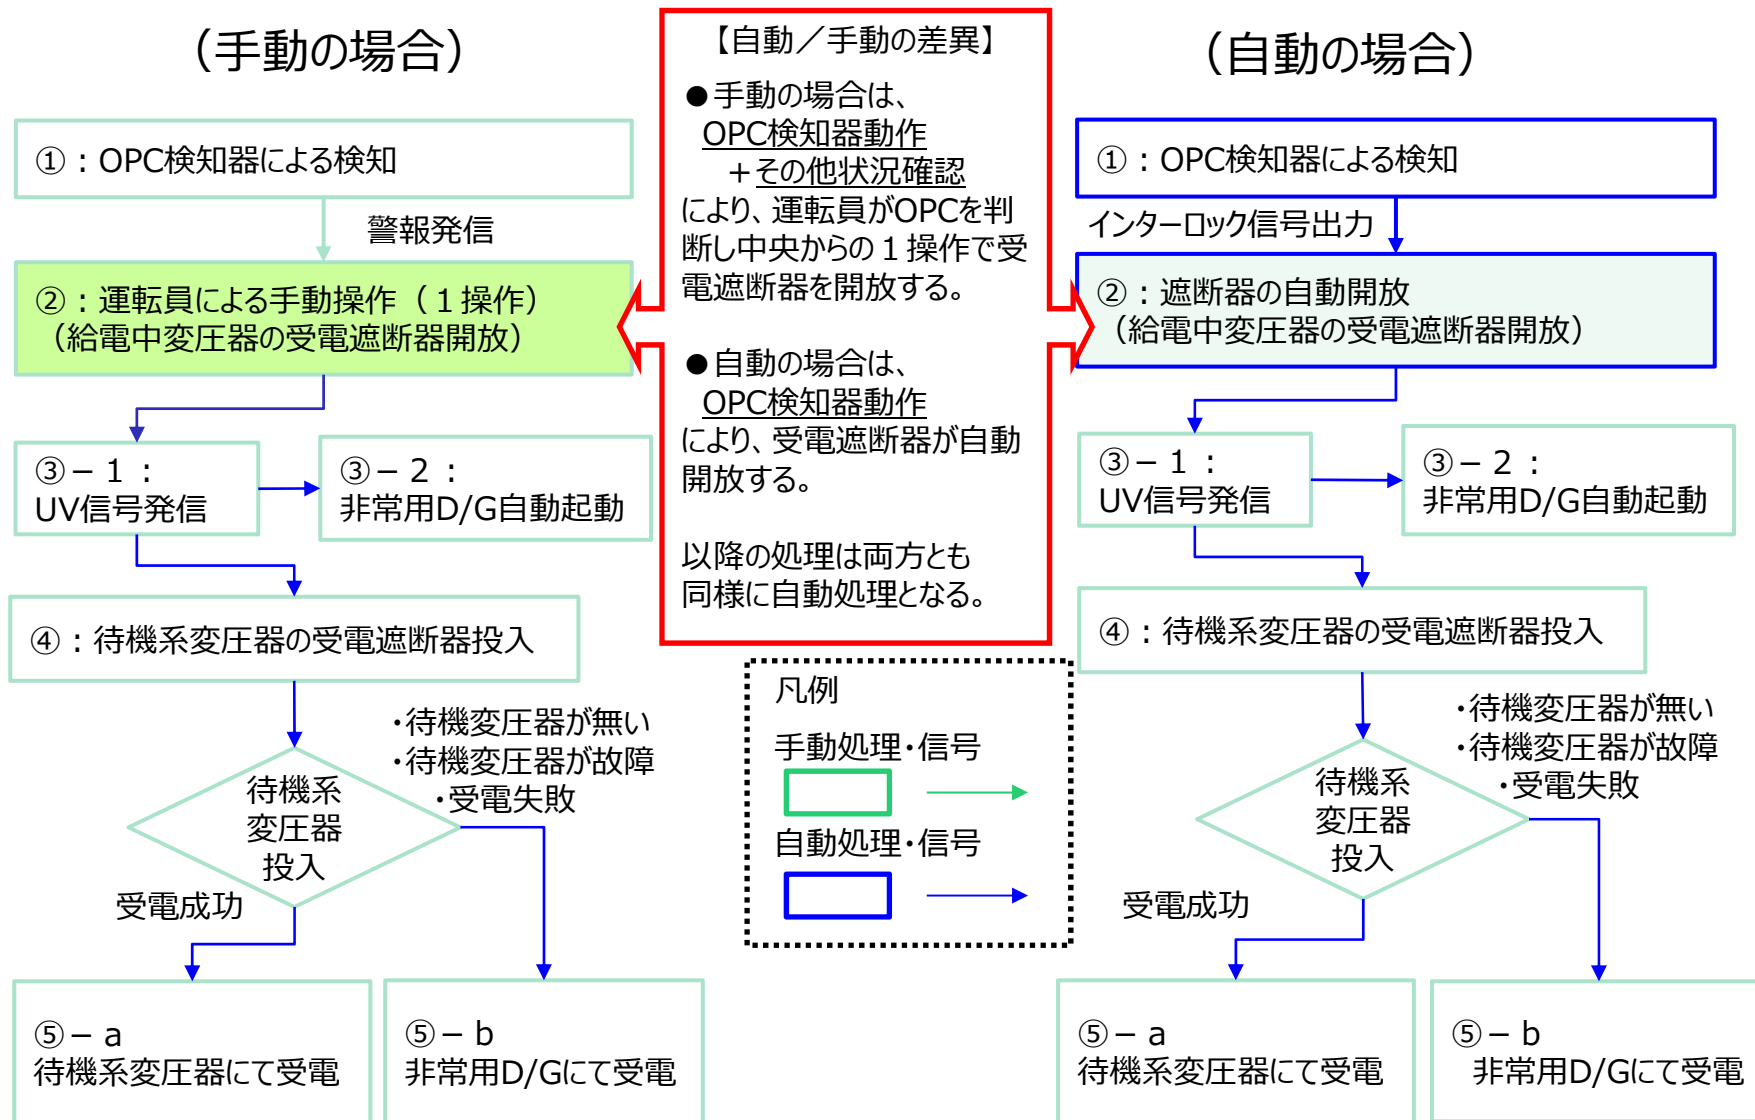 （手動の場合）
①：OPC検知器による検知
警報発信
②：運転員による手動操作（１操作）
（給電中変圧器の受電遮断器開放）
③－１：
UV信号発信
③－２：
非常用D/G自動起動
④：待機系変圧器の受電遮断器投入
・待機変圧器が無い
・待機変圧器が故障
・受電失敗
待機系
変圧器
投入
受電成功
⑤－a
待機系変圧器にて受電
⑤－b
非常用D/Gにて受電
【自動／手動の差異】
●手動の場合は、
OPC検知器動作
＋その他状況確認
により、運転員がOPCを判
断し中央からの１操作で受
電遮断器を開放する。
●自動の場合は、
OPC検知器動作
により、受電遮断器が自動
開放する。
以降の処理は両方とも
同様に自動処理となる。
凡例
手動処理・信号
自動処理・信号
（自動の場合）
①：OPC検知器による検知
インターロック信号出力
②：遮断器の自動開放
（給電中変圧器の受電遮断器開放）
③－１：
UV信号発信
③－２：
非常用D/G自動起動
④：待機系変圧器の受電遮断器投入
・待機変圧器が無い
・待機変圧器が故障
・受電失敗
待機系
変圧器
投入
受電成功
⑤－a
待機系変圧器にて受電
⑤－b
非常用D/Gにて受電